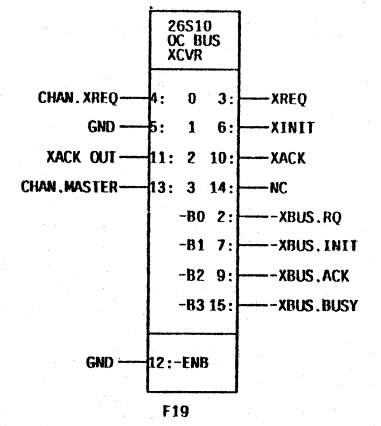 26S10
OC BUS
XCVR
CHAN.XREQ 4: 0 3: XREQ
GND 5: 1 6: XINIT
XACK OUT 11: 2 10: XACK
CHAN.MASTER 13: 3 14: NC
-B0 2: -XBUS.RQ
-B1 7: -XBUS.INIT
-B2 9: -XBUS.ACK
-B3 15: -XBUS.BUSY
GND 12:-ENB
F19